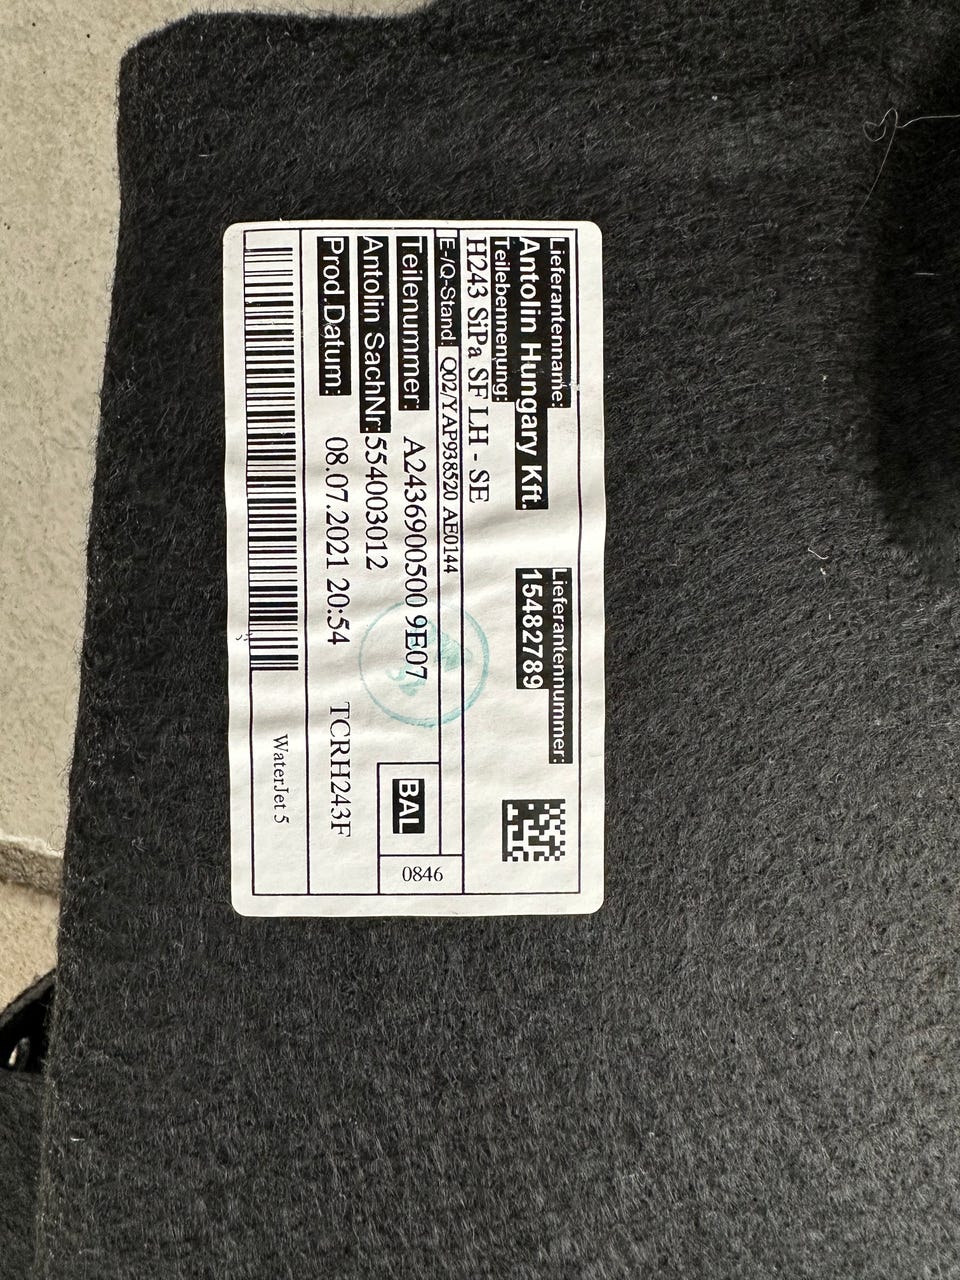 Lieferantenname: Lieferantennummer:
Antolin Hungary Kft. 15482789
Teilebennenung:
H243 SiPa SF LH - SE
E-/Q-Stand: Q02/YAP938520 AE0144
Teilenummer: A2436900500 9E07 BAL 0846
Antolin SachNr: 554003012
Prod.Datum: 08.07.2021 20:54 TCRH243F
WaterJet 5